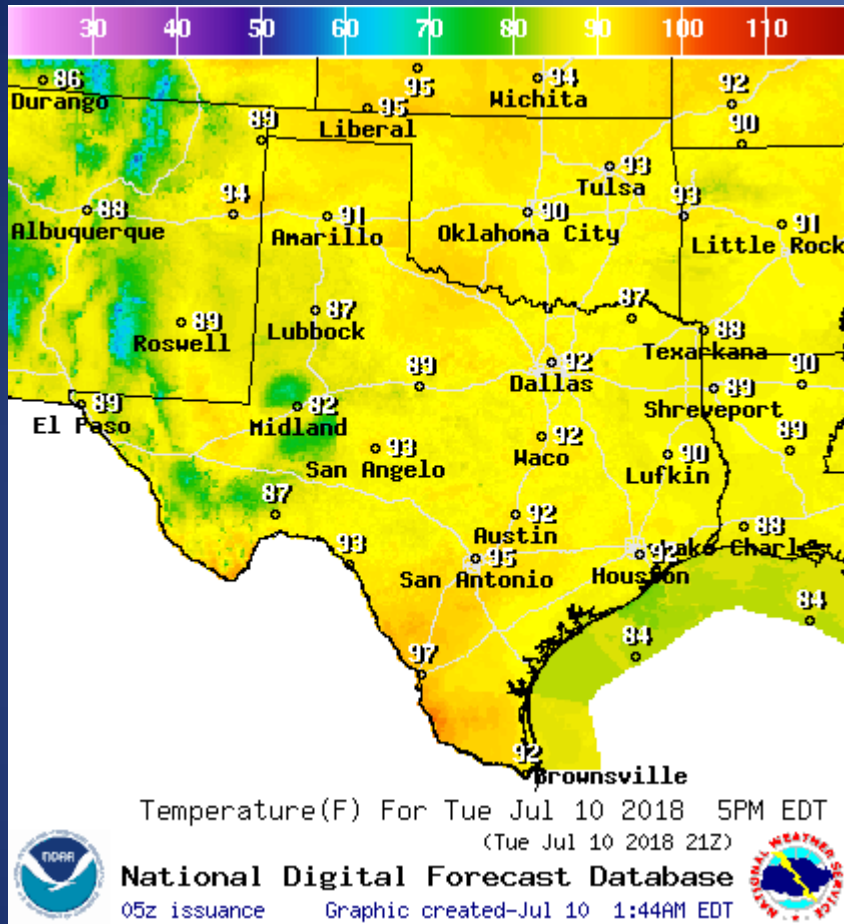 30 40 50 60 70 80 90 100 110
86
Durango
95
95
Liberal
94
Wichita
92
90
89
93
Tulsa
88
Albuquerque
94
91
Amarillo
90
Oklahoma City
93
91
Little Rock
89
Roswell
87
Lubbock
87
88
Texarkana
92
Dallas
89
90
89
Shreveport
89
El Paso
82
Midland
93
San Angelo
92
Waco
90
Lufkin
89
87
92
Austin
88
Lake Charles
93
95
San Antonio
92
Houston
84
84
97
92
Brownsville
Temperature(F) For Tue Jul 10 2018 5PM EDT
(Tue Jul 10 2018 21Z)
NOAA
National Digital Forecast Database
05z issuance Graphic created-Jul 10 1:44AM EDT
NATIONAL WEATHER SERVICE